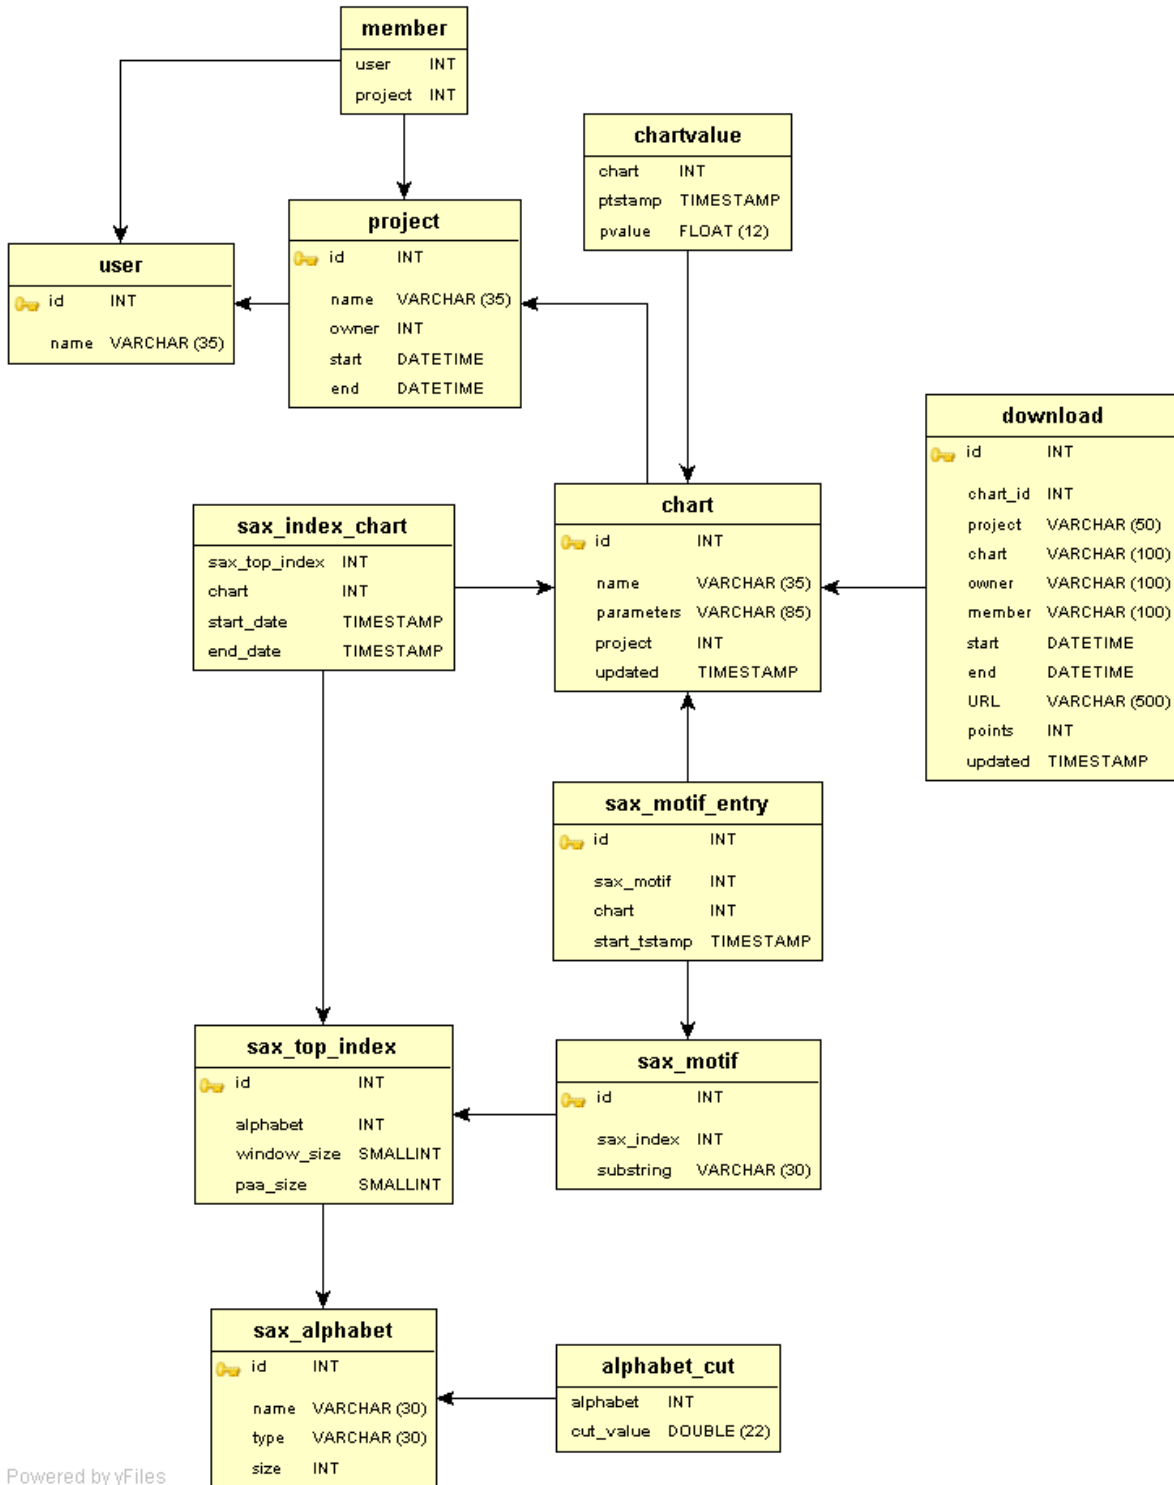 member
user INT
project INT
chartvalue
chart INT
ptstamp TIMESTAMP
pvalue FLOAT (12)
project
id INT
name VARCHAR (35)
owner INT
start DATETIME
end DATETIME
user
id INT
name VARCHAR (35)
download
id INT
chart_id INT
project VARCHAR (50)
chart VARCHAR (100)
owner VARCHAR (100)
member VARCHAR (100)
start DATETIME
end DATETIME
URL VARCHAR (500)
points INT
updated TIMESTAMP
chart
id INT
name VARCHAR (35)
parameters VARCHAR (85)
project INT
updated TIMESTAMP
sax_index_chart
sax_top_index INT
chart INT
start_date TIMESTAMP
end_date TIMESTAMP
sax_motif_entry
id INT
sax_motif INT
chart INT
start_tstamp TIMESTAMP
sax_top_index
id INT
alphabet INT
window_size SMALLINT
paa_size SMALLINT
sax_motif
id INT
sax_index INT
substring VARCHAR (30)
sax_alphabet
id INT
name VARCHAR (30)
type VARCHAR (30)
size INT
alphabet_cut
alphabet INT
cut_value DOUBLE (22)
Powered by yFiles